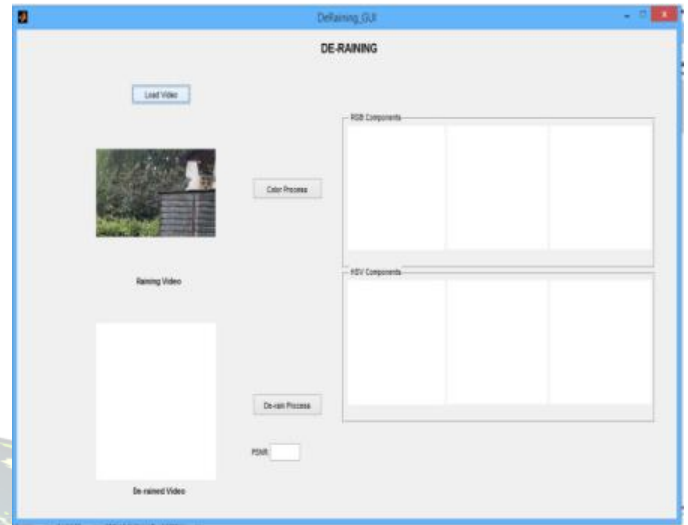 DeRaining_GUI
DE-RAINING
Load Video
RGB Components
Color Process
HSV Components
Raining Video
De-rain Process
PSNR
De-rained Video